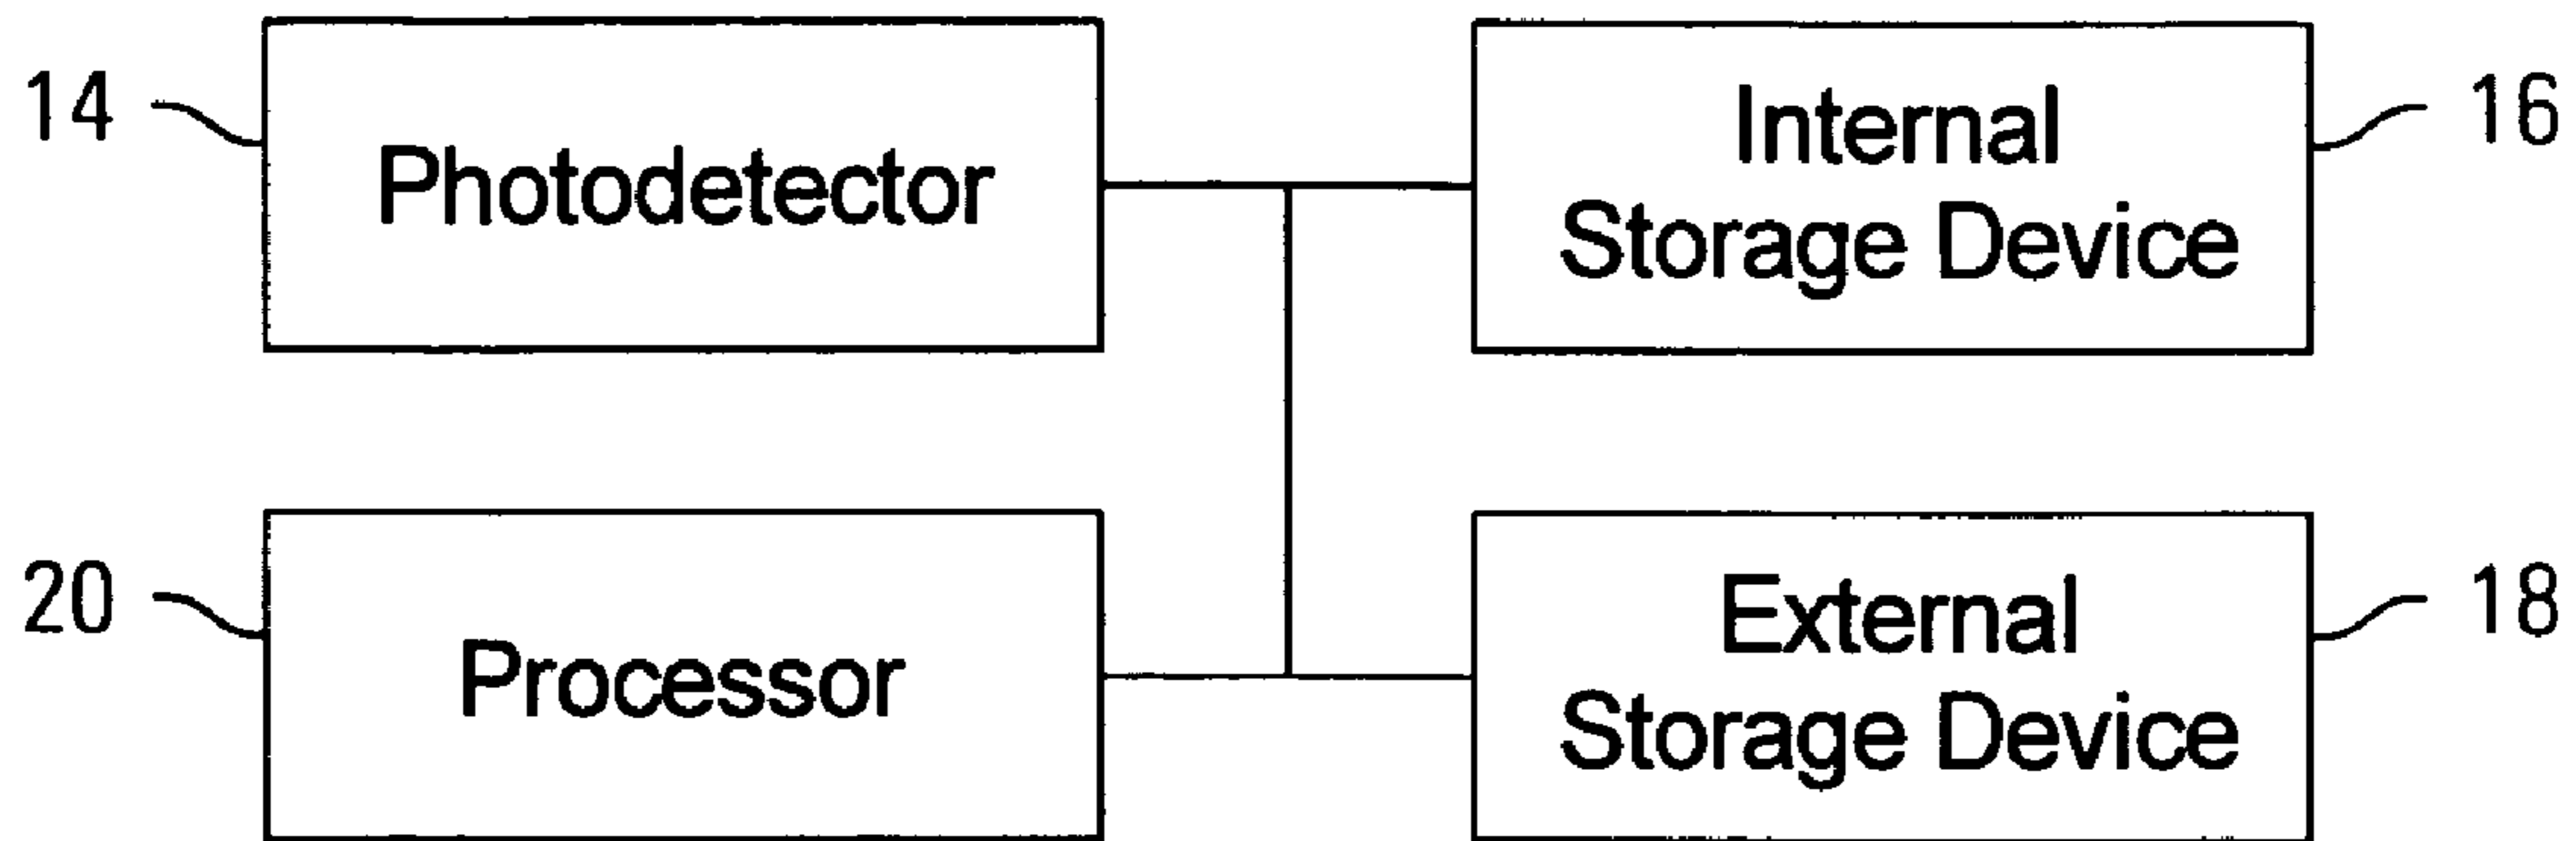 14
Photodetector
Internal
Storage Device
16
20
Processor
External
Storage Device
18